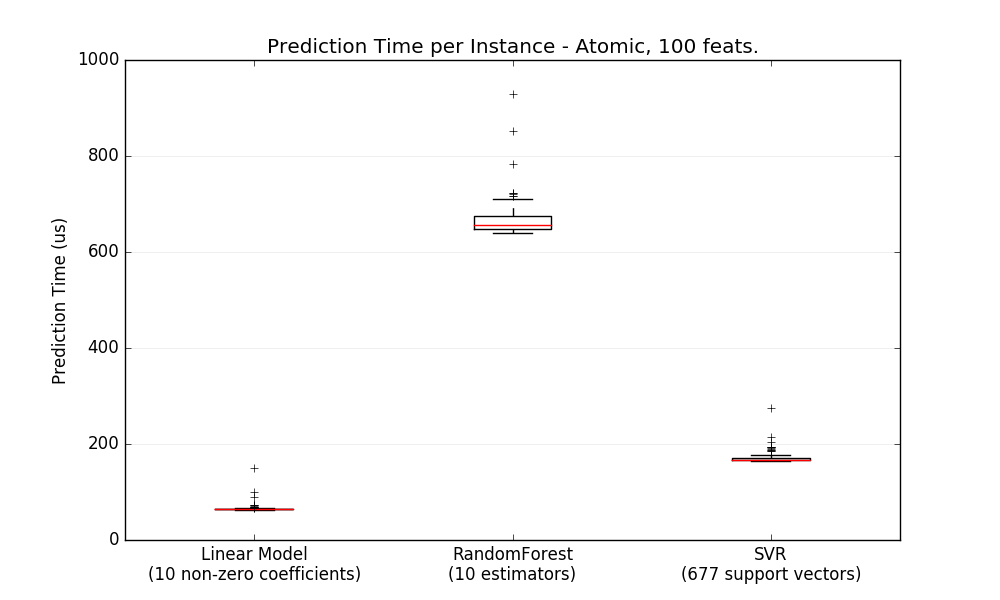 Prediction Time per Instance - Atomic, 100 feats.
1000
800
600
400
200
0
Prediction Time (us)
Linear Model
(10 non-zero coefficients)
RandomForest
(10 estimators)
SVR
(677 support vectors)